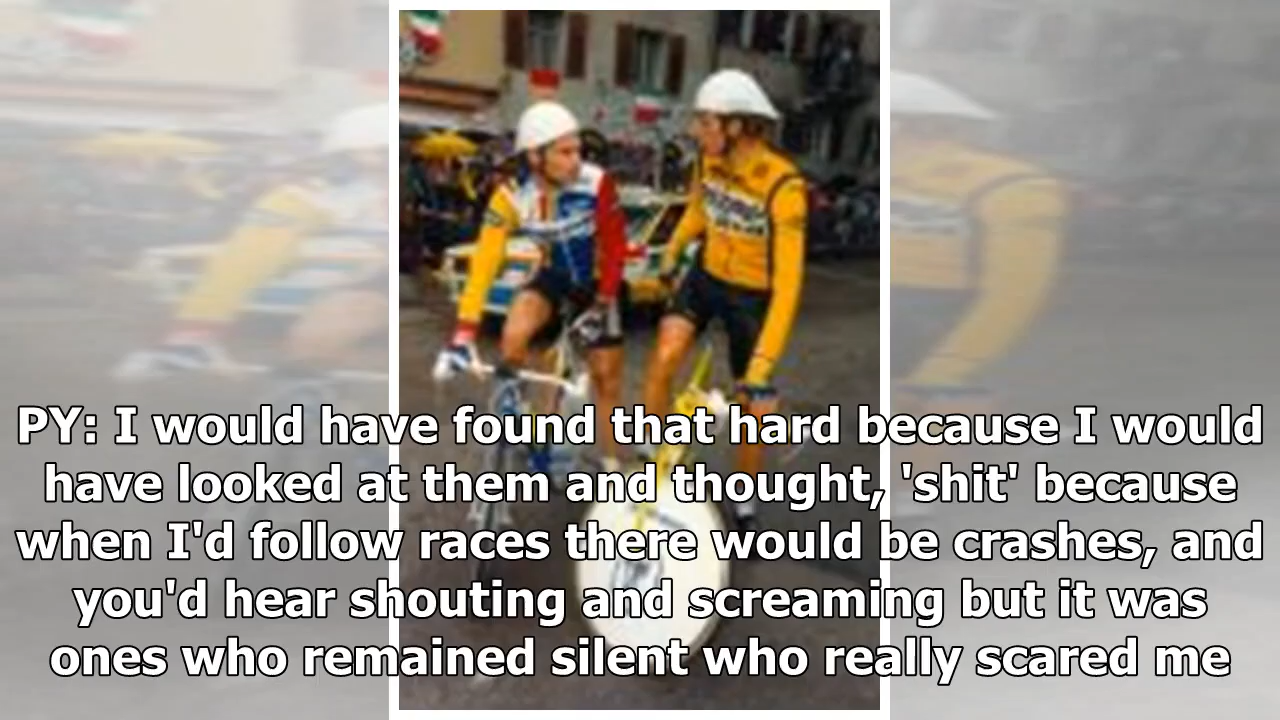 PY: I would have found that hard because I would
have looked at them and thought, 'shit' because
when I'd follow races there would be crashes, and
you'd hear shouting and screaming but it was
ones who remained silent who really scared me